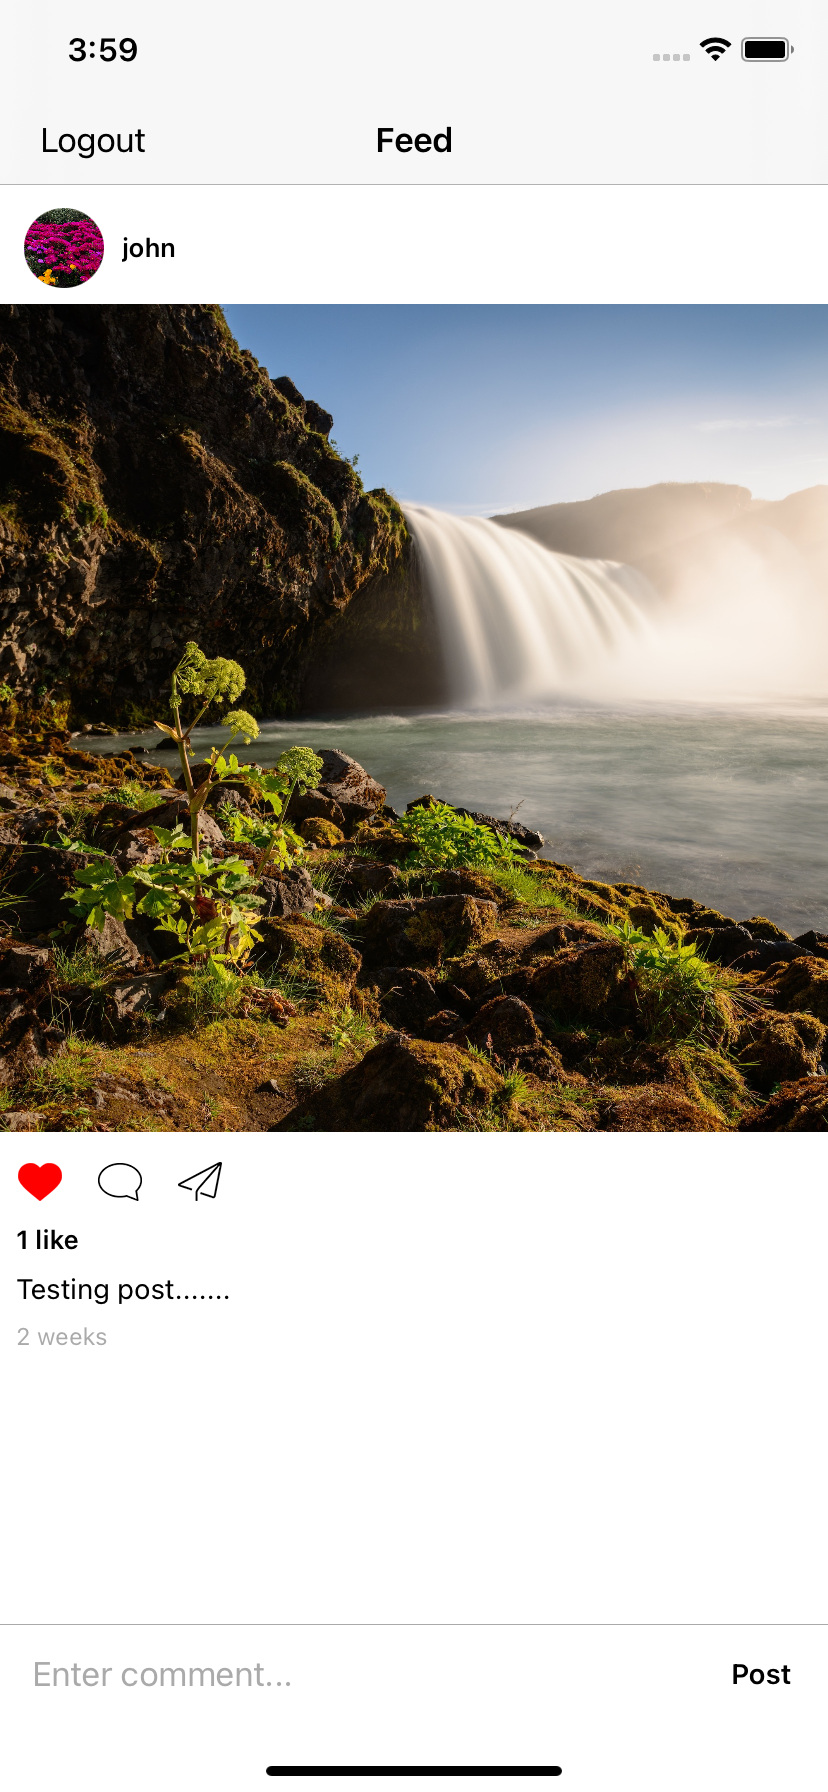 3:59
Logout
Feed
john
1 like
Testing post.......
2 weeks
Enter comment...
Post